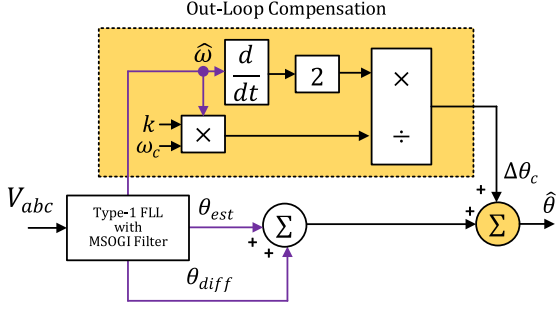 Out-Loop Compensation
ω̂
d
dt
2
×
÷
k
ω_c
×
Δθ_c
V_abc
Type-1 FLL
with
MSOGI Filter
θ_est
+
+
Σ
+
+
Σ
θ̂
θ_diff